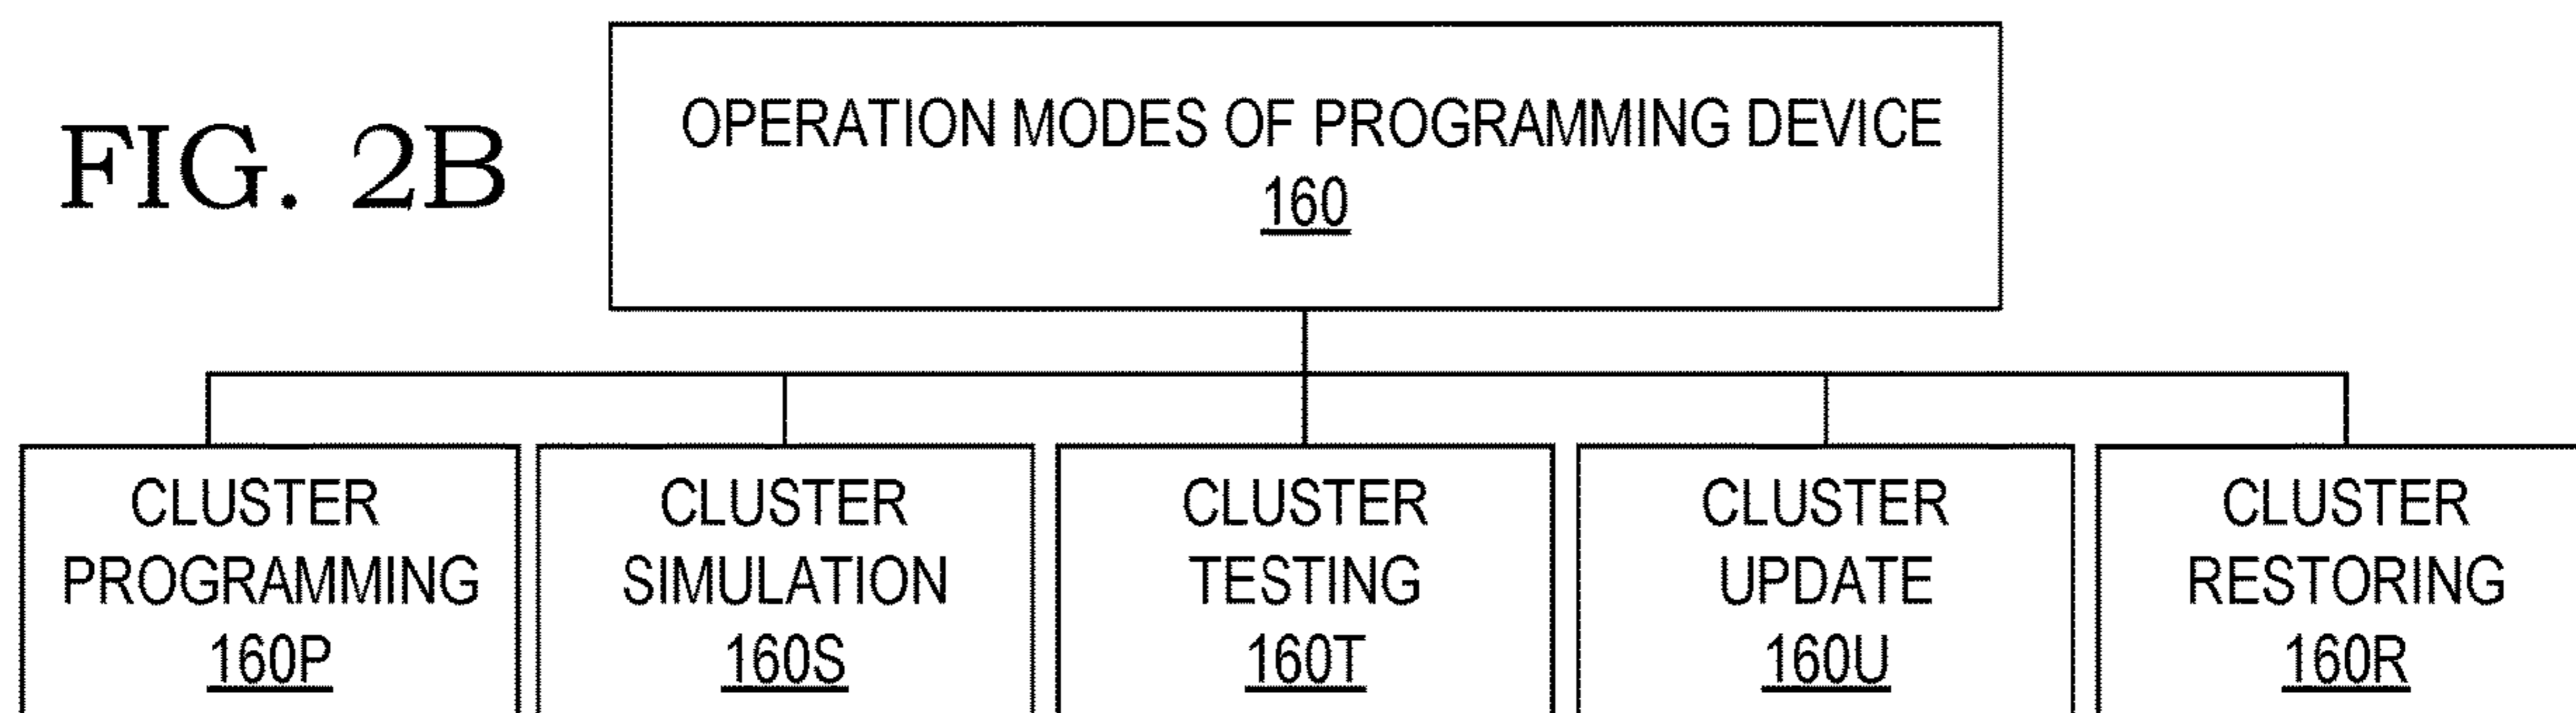 FIG. 2B
OPERATION MODES OF PROGRAMMING DEVICE
160
CLUSTER
PROGRAMMING
160P
CLUSTER
SIMULATION
160S
CLUSTER
TESTING
160T
CLUSTER
UPDATE
160U
CLUSTER
RESTORING
160R